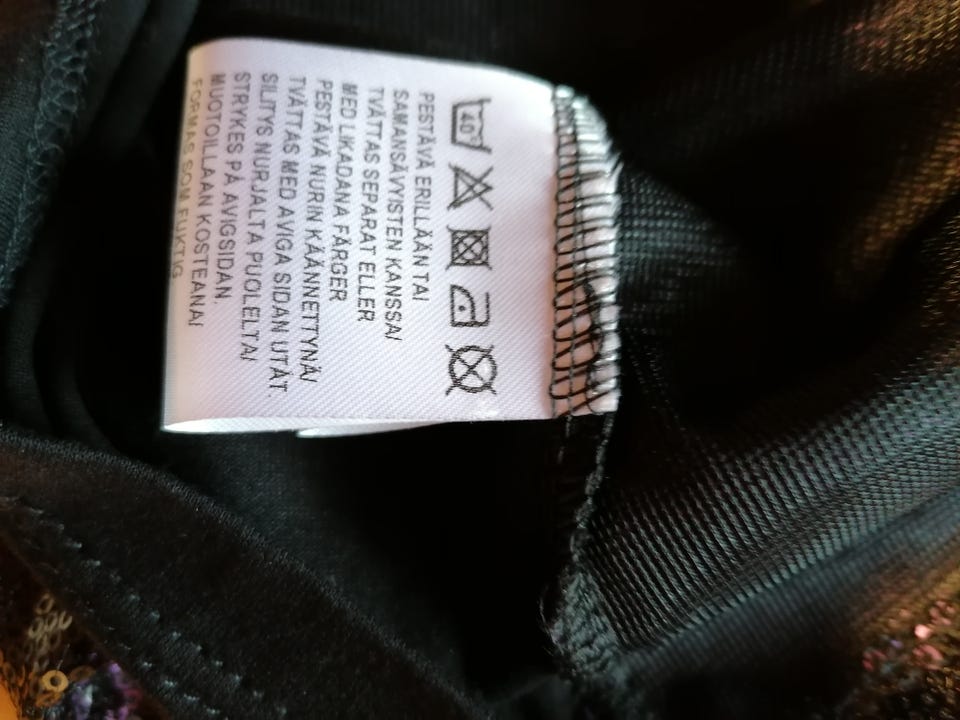 40°
PESTÄVÄ ERILLÄÄN TAI
SAMANSÄVYISTEN KANSSA/
TVÄTTAS SEPARAT ELLER
MED LIKADANA FÄRGER
PESTÄVÄ NURIN KÄÄNNETTYNÄ/
TVÄTTAS MED AVIGA SIDAN UTÅT.
SILITYS NURJALTA PUOLELTA/
STRYKES PÅ AVIGSIDAN.
MUOTOILLAAN KOSTEANA/
FORMAS SOM FUKTIG